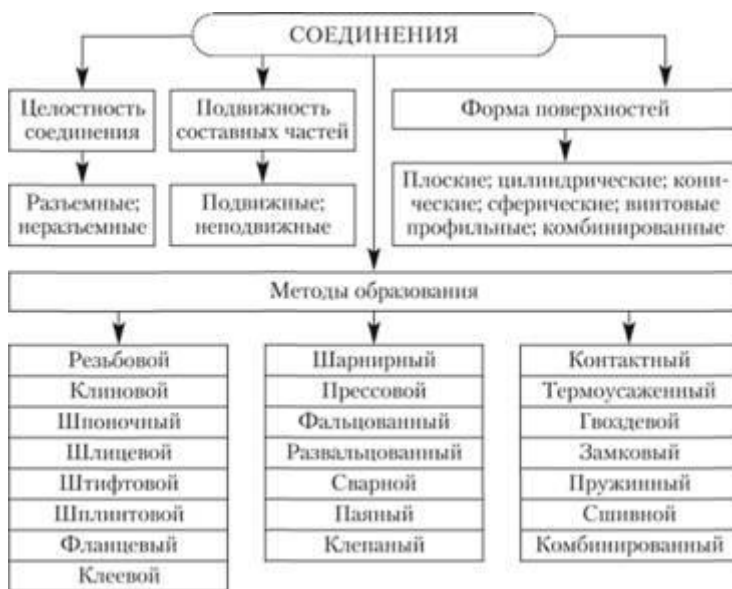 СОЕДИНЕНИЯ
Целостность
соединения
Подвижность
составных частей
Форма поверхностей
Разъемные;
неразъемные
Подвижные;
неподвижные
Плоские; цилиндрические; кони-
ческие; сферические; винтовые
профильные; комбинированные
Методы образования
Резьбовой
Клиновой
Шпоночный
Шлицевой
Штифтовой
Шплинтовой
Фланцевый
Клеевой
Шарнирный
Прессовой
Фальцованный
Развальцованный
Сварной
Паяный
Клепаный
Контактный
Термоусаженный
Гвоздевой
Замковый
Пружинный
Сшивной
Комбинированный